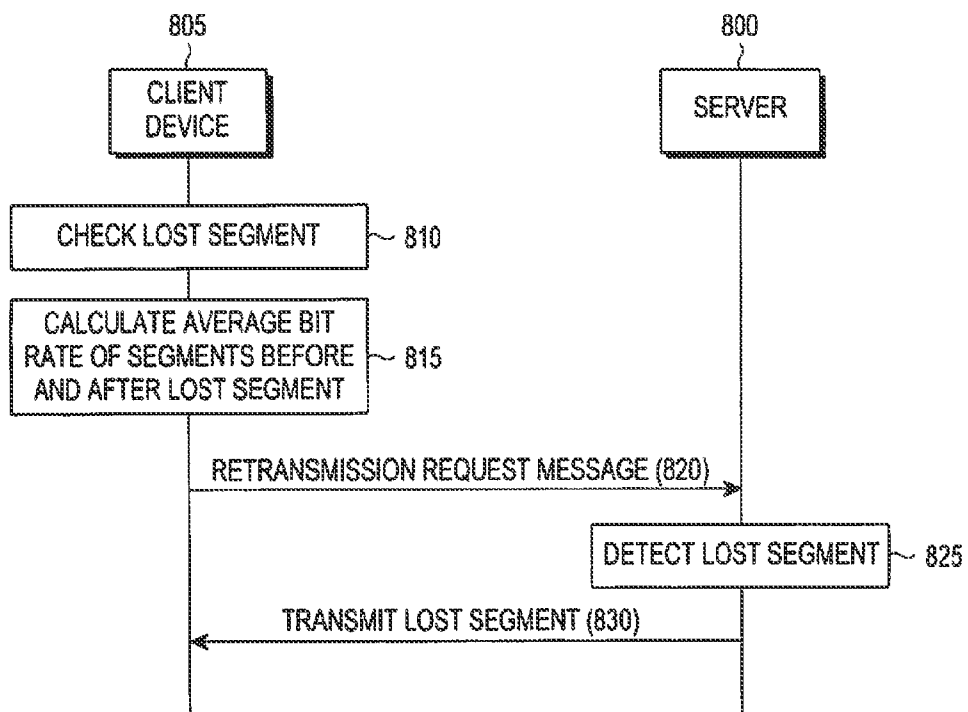 805
800
CLIENT
DEVICE
SERVER
CHECK LOST SEGMENT
810
CALCULATE AVERAGE BIT
RATE OF SEGMENTS BEFORE
AND AFTER LOST SEGMENT
815
RETRANSMISSION REQUEST MESSAGE (820)
DETECT LOST SEGMENT
825
TRANSMIT LOST SEGMENT (830)